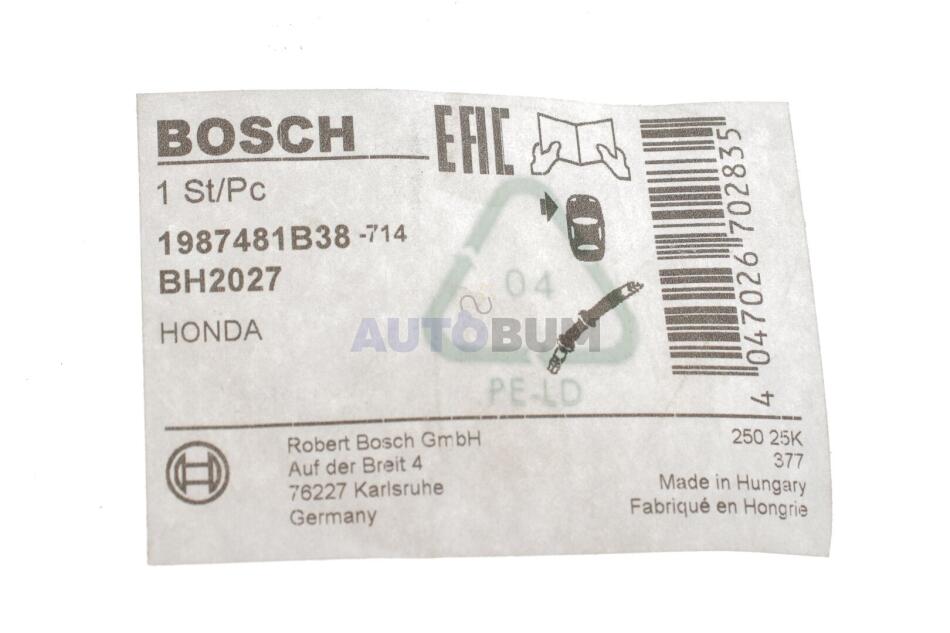 BOSCH EAC
1 St/Pc
1987481B38 -714
BH2027
HONDA
04
PE-LD
AUTOBUM
4 047026 702835
Robert Bosch GmbH
Auf der Breit 4
76227 Karlsruhe
Germany
250 25K
377
Made in Hungary
Fabriqué en Hongrie